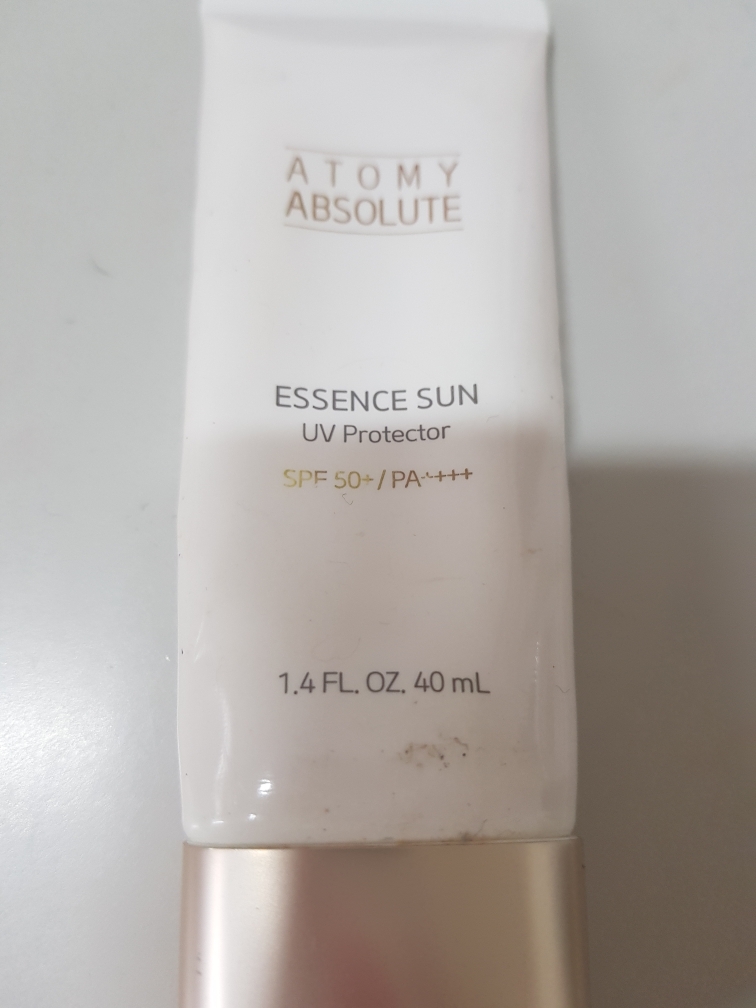 ATOMY
ABSOLUTE
ESSENCE SUN
UV Protector
SPF 50+/PA++++
1.4 FL. OZ. 40 mL